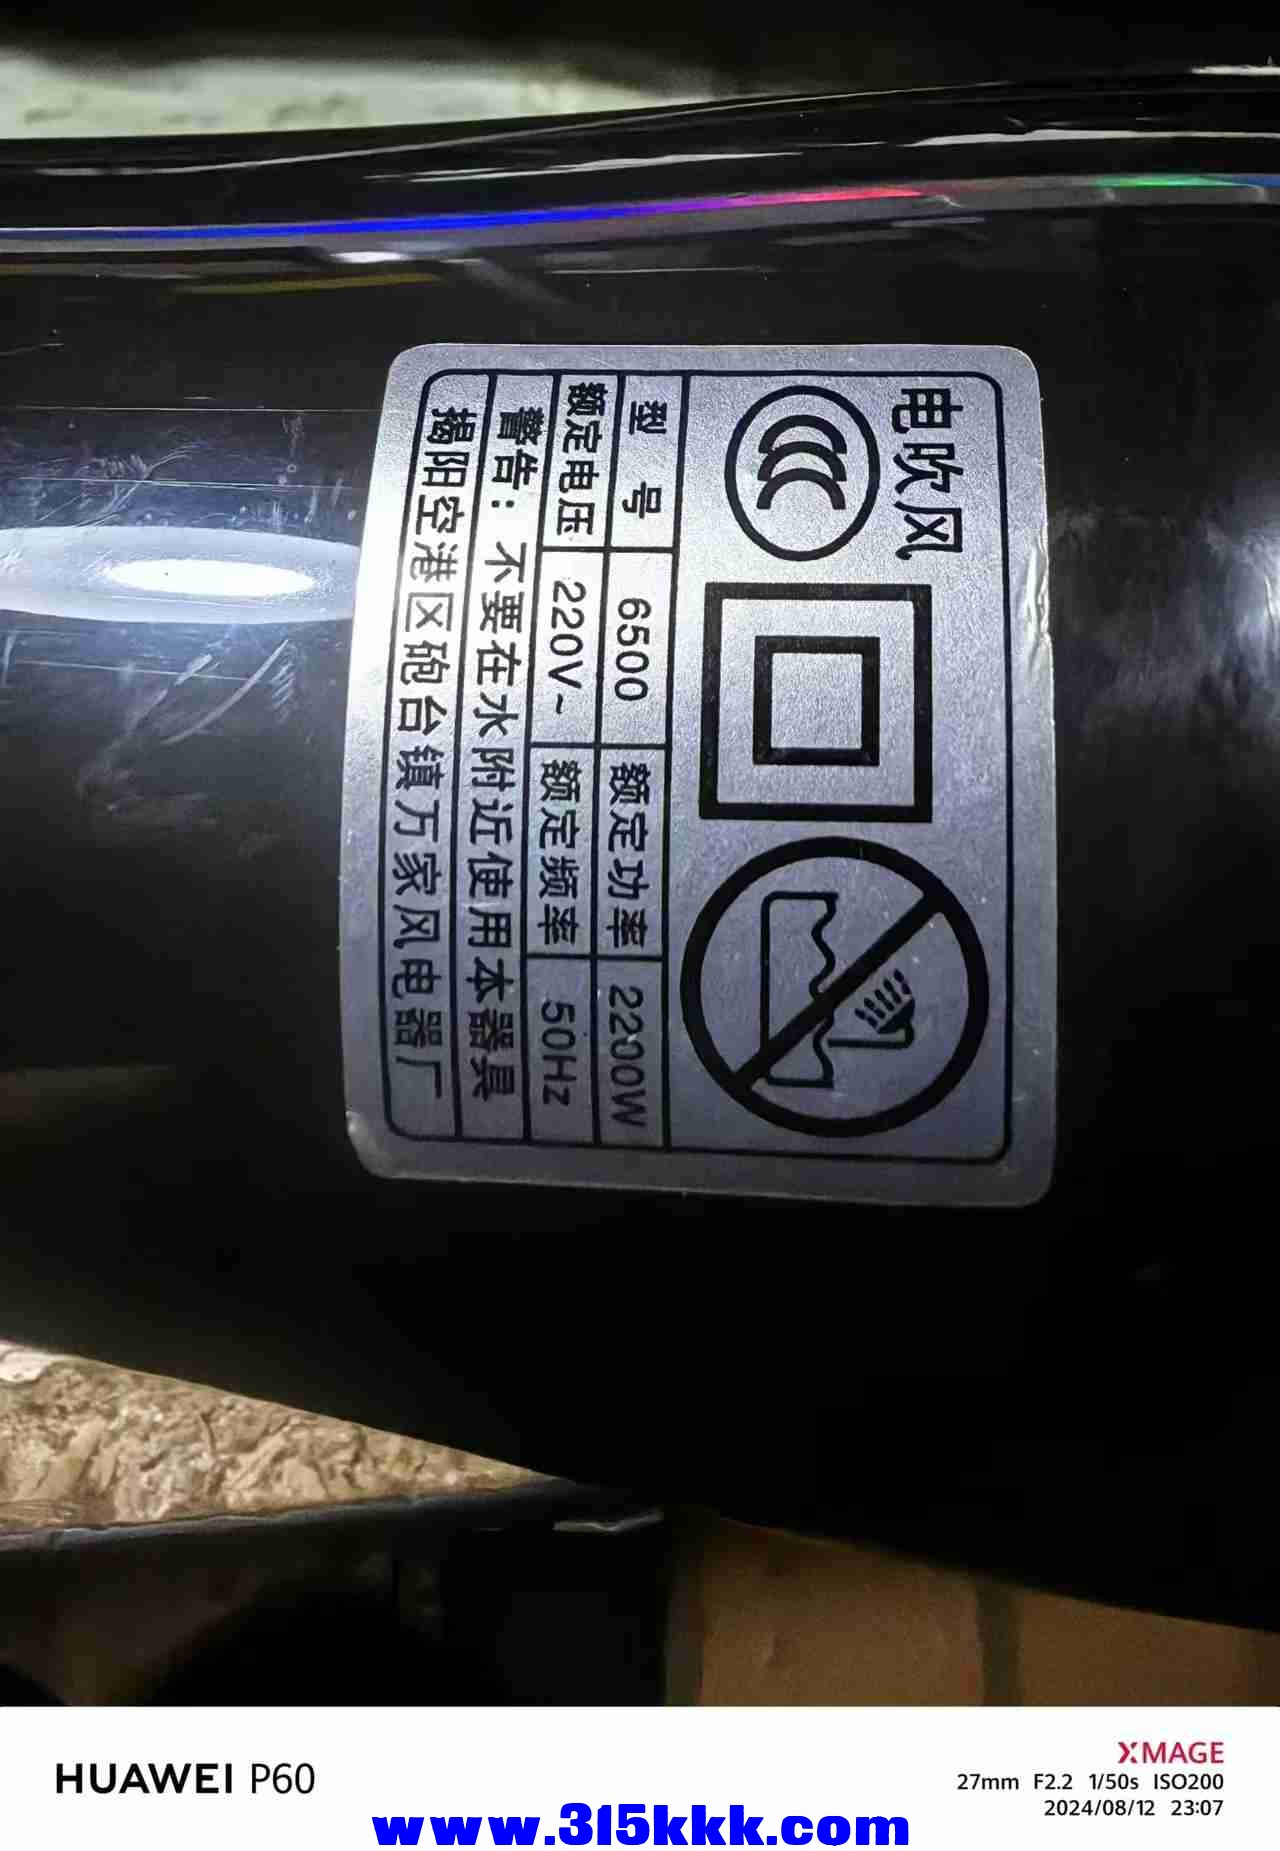 电吹风
型号 6500 额定功率 2200W
额定电压 220V~ 额定频率 50Hz
警告：不要在水附近使用本器具
揭阳空港区砲台镇万家风电器厂
HUAWEI P60
XMAGE
27mm F2.2 1/50s ISO200
2024/08/12 23:07
www.315kkk.com